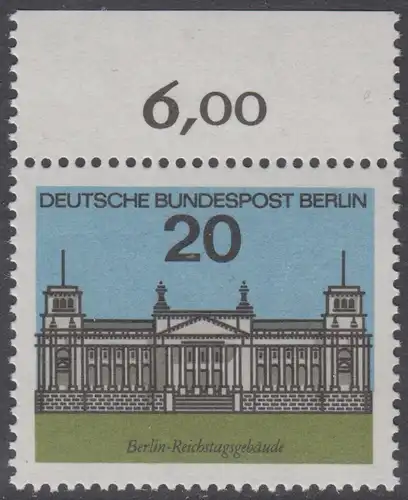 6,00
DEUTSCHE BUNDESPOST BERLIN
20
Berlin-Reichstagsgebäude